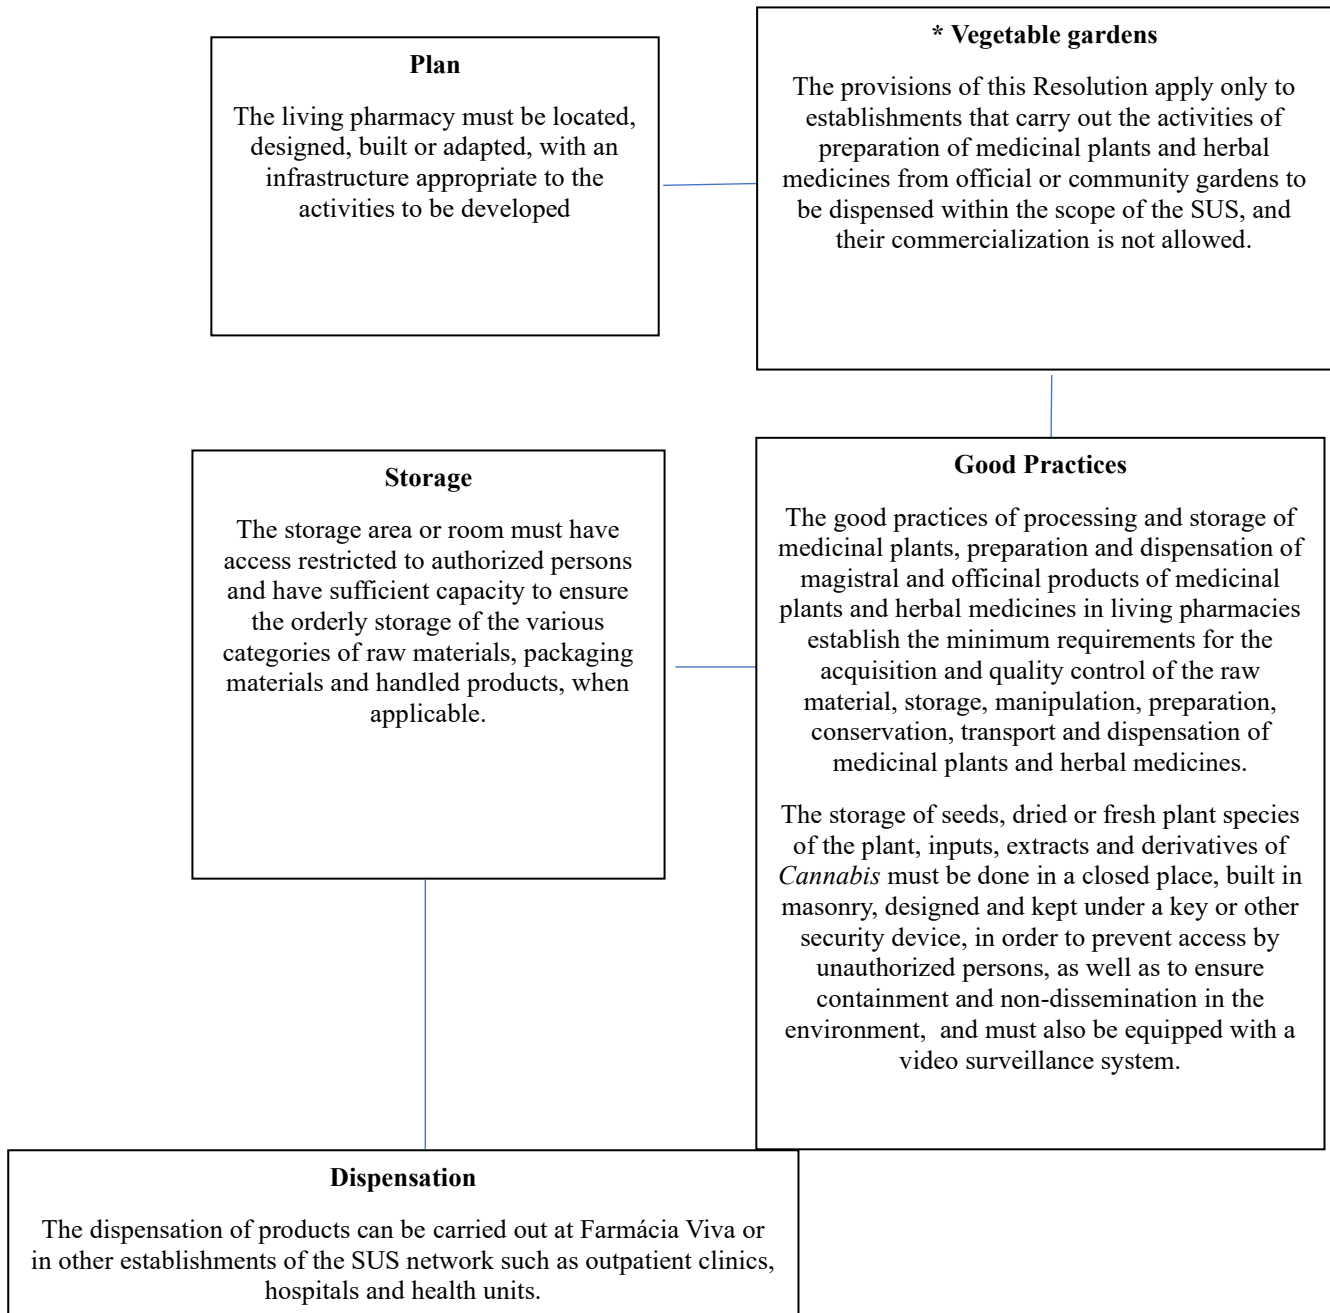 Plan
The living pharmacy must be located,
designed, built or adapted, with an
infrastructure appropriate to the
activities to be developed
* Vegetable gardens
The provisions of this Resolution apply only to
establishments that carry out the activities of
preparation of medicinal plants and herbal
medicines from official or community gardens to
be dispensed within the scope of the SUS, and
their commercialization is not allowed.
Storage
The storage area or room must have
access restricted to authorized persons
and have sufficient capacity to ensure
the orderly storage of the various
categories of raw materials, packaging
materials and handled products, when
applicable.
Good Practices
The good practices of processing and storage of
medicinal plants, preparation and dispensation of
magistral and officinal products of medicinal
plants and herbal medicines in living pharmacies
establish the minimum requirements for the
acquisition and quality control of the raw
material, storage, manipulation, preparation,
conservation, transport and dispensation of
medicinal plants and herbal medicines.
The storage of seeds, dried or fresh plant species
of the plant, inputs, extracts and derivatives of
Cannabis must be done in a closed place, built in
masonry, designed and kept under a key or other
security device, in order to prevent access by
unauthorized persons, as well as to ensure
containment and non-dissemination in the
environment,  and must also be equipped with a
video surveillance system.
Dispensation
The dispensation of products can be carried out at Farmácia Viva or
in other establishments of the SUS network such as outpatient clinics,
hospitals and health units.